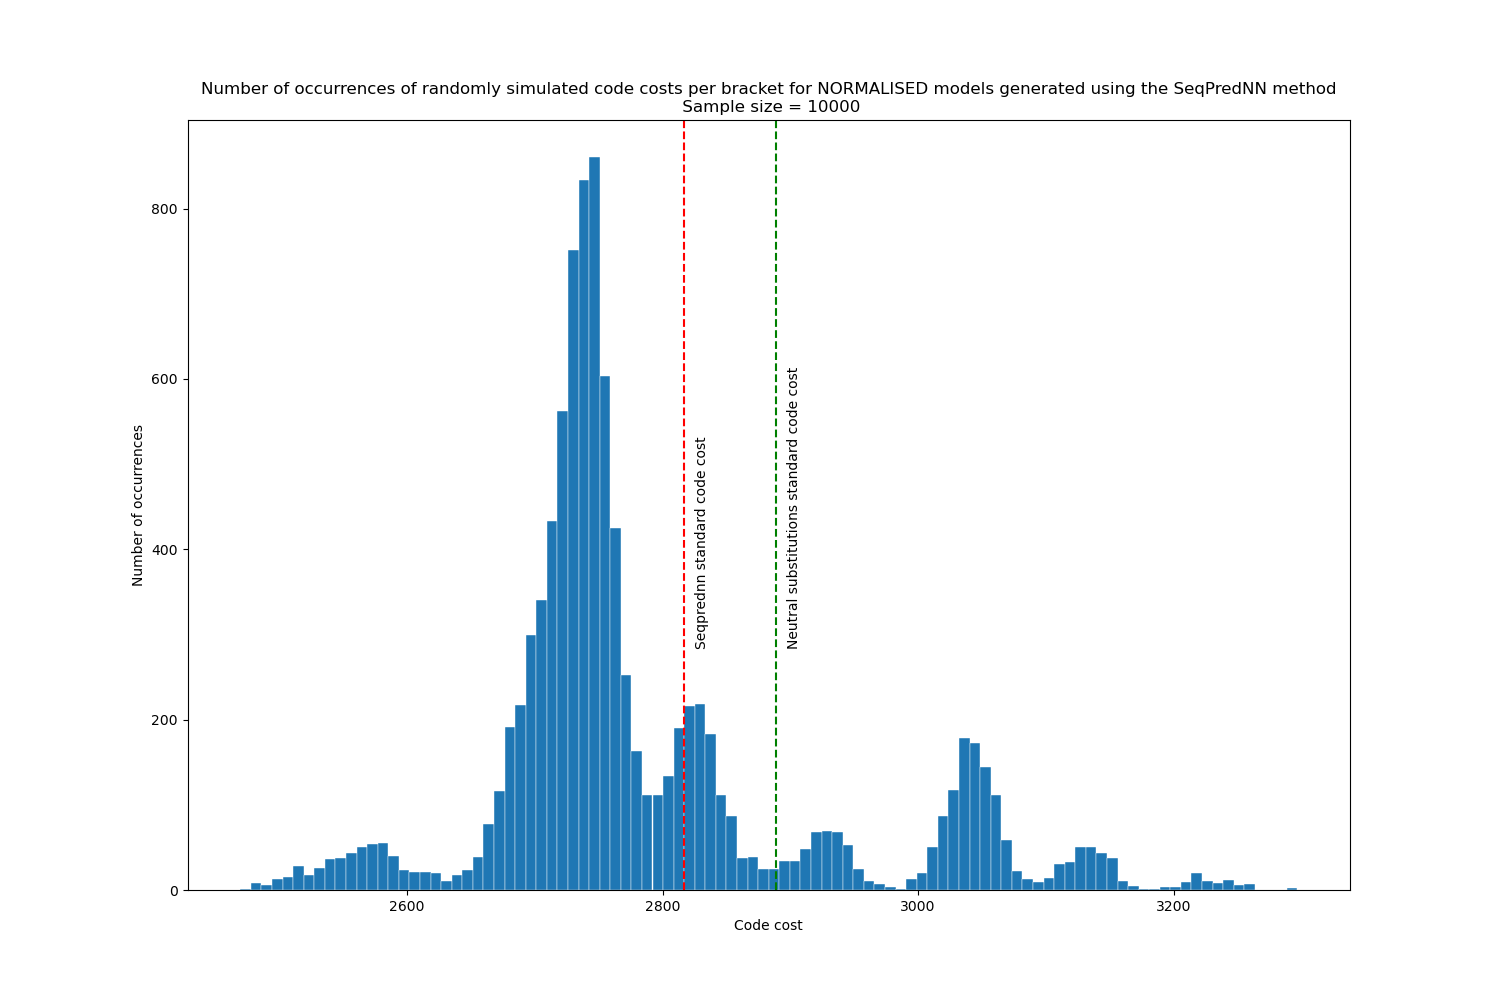 Number of occurrences of randomly simulated code costs per bracket for NORMALISED models generated using the SeqPredNN method
Sample size = 10000
Number of occurrences
800
600
400
200
0
Seqprednn standard code cost
Neutral substitutions standard code cost
2600
2800
3000
3200
Code cost